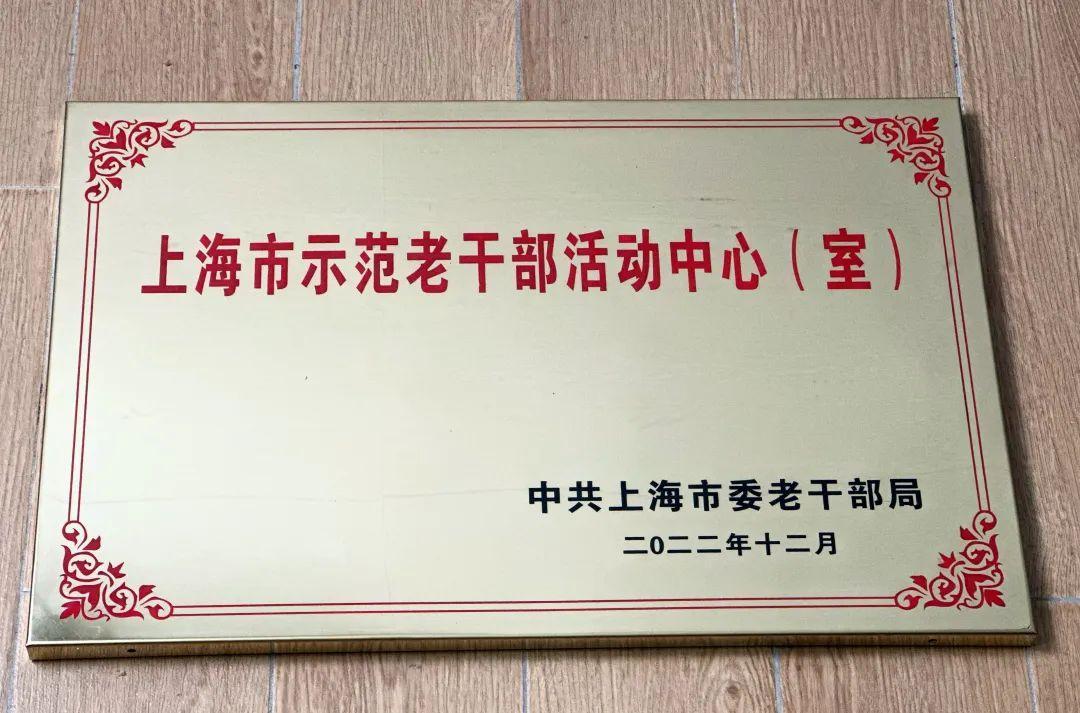 上海市示范老干部活动中心（室）
中共上海市委老干部局
二0二二年十二月